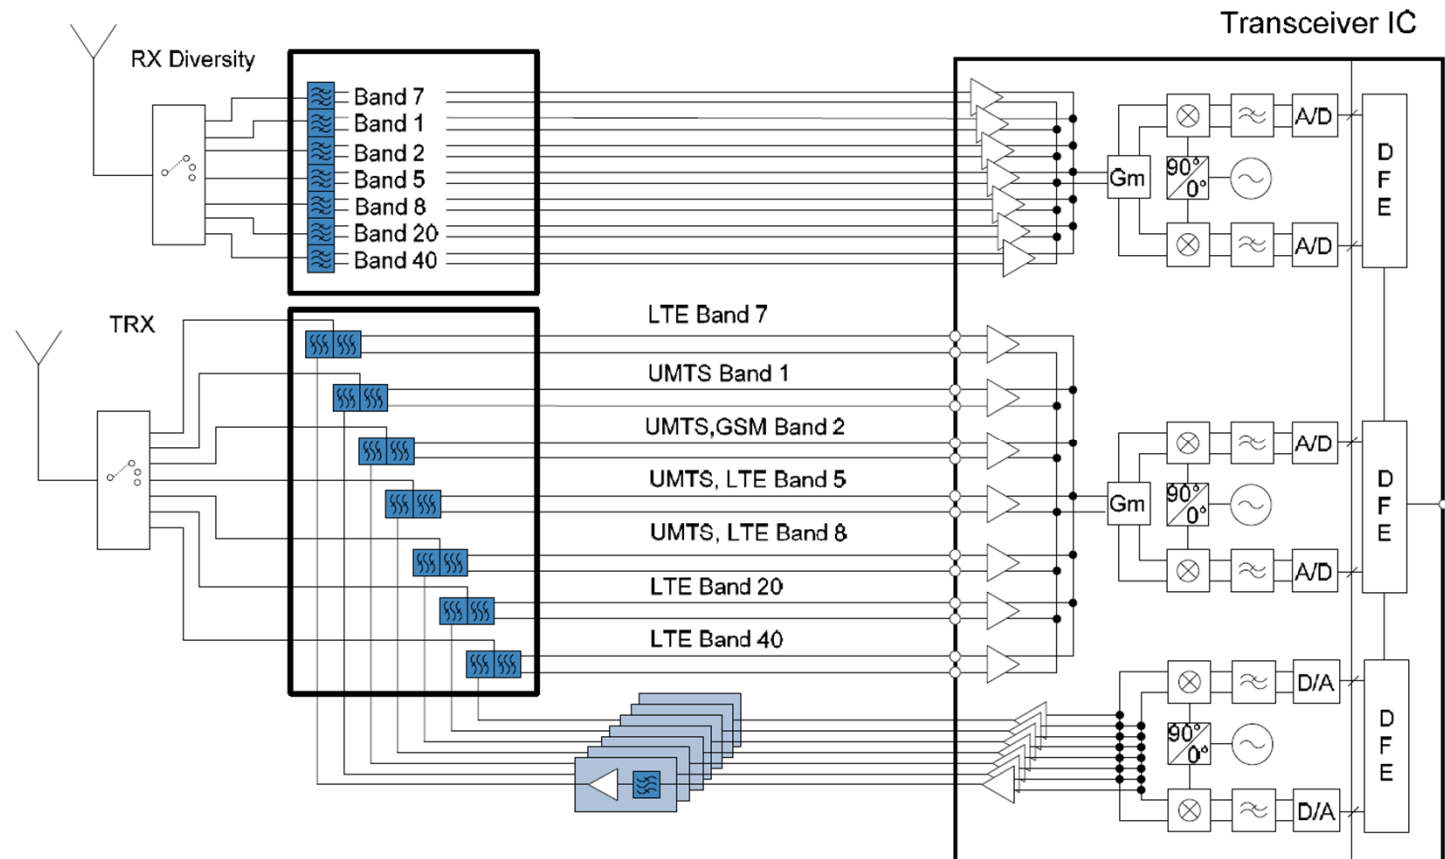 Transceiver IC
RX Diversity
Band 7
Band 1
Band 2
Band 5
Band 8
Band 20
Band 40
A/D
Gm
90°
0°
A/D
D
F
E
TRX
LTE Band 7
UMTS Band 1
UMTS,GSM Band 2
UMTS, LTE Band 5
UMTS, LTE Band 8
LTE Band 20
LTE Band 40
A/D
Gm
90°
0°
A/D
D
F
E
D/A
90°
0°
D/A
D
F
E